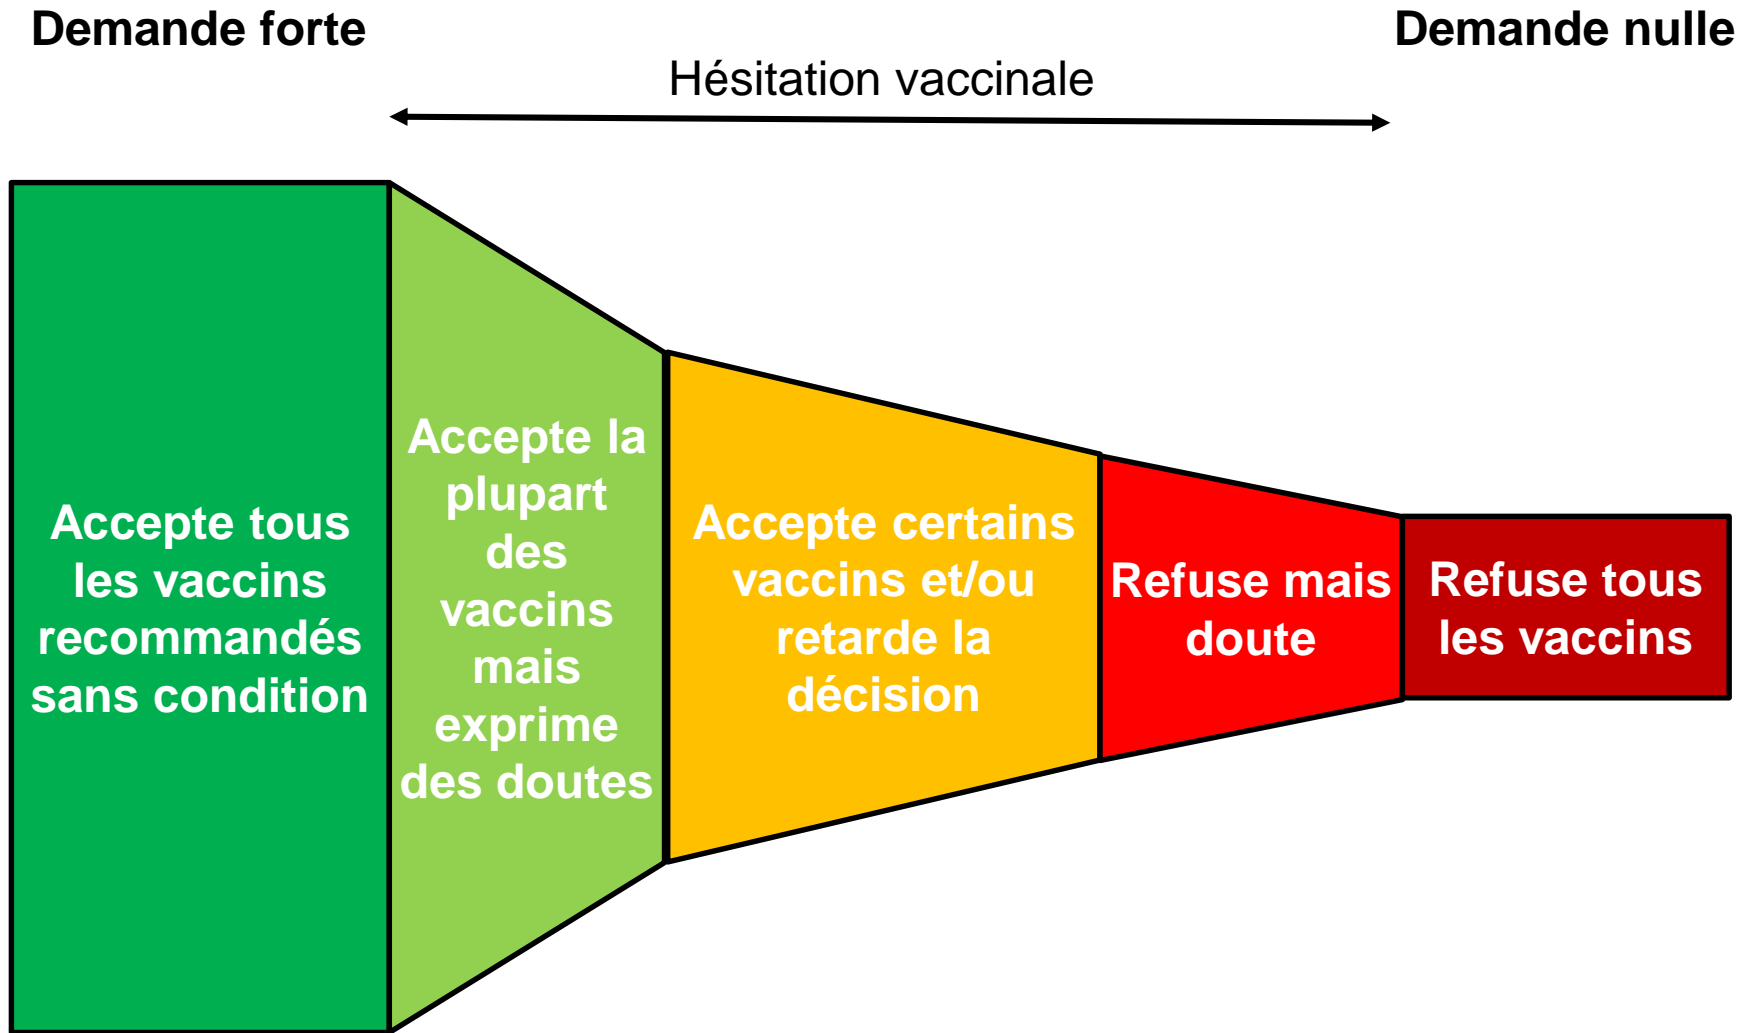 Demande forte
Demande nulle
Hésitation vaccinale
Accepte tous
les vaccins
recommandés
sans condition
Accepte la
plupart
des
vaccins
mais
exprime
des doutes
Accepte certains
vaccins et/ou
retarde la
décision
Refuse mais
doute
Refuse tous
les vaccins